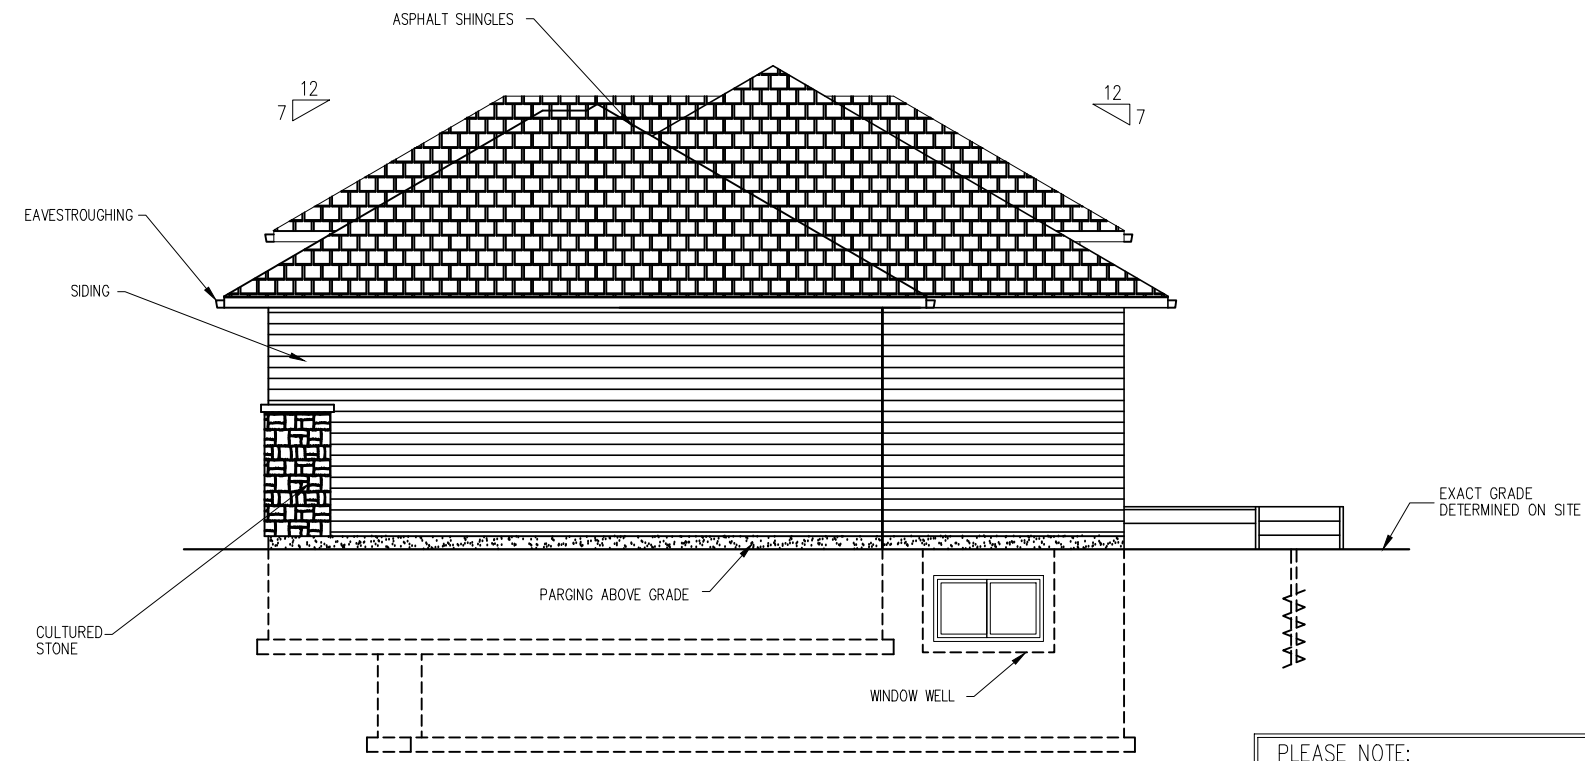 ASPHALT SHINGLES
12
7
12
7
EAVESTROUGHING
SIDING
EXACT GRADE
DETERMINED ON SITE
PARGING ABOVE GRADE
CULTURED
STONE
WINDOW WELL
PLEASE NOTE: